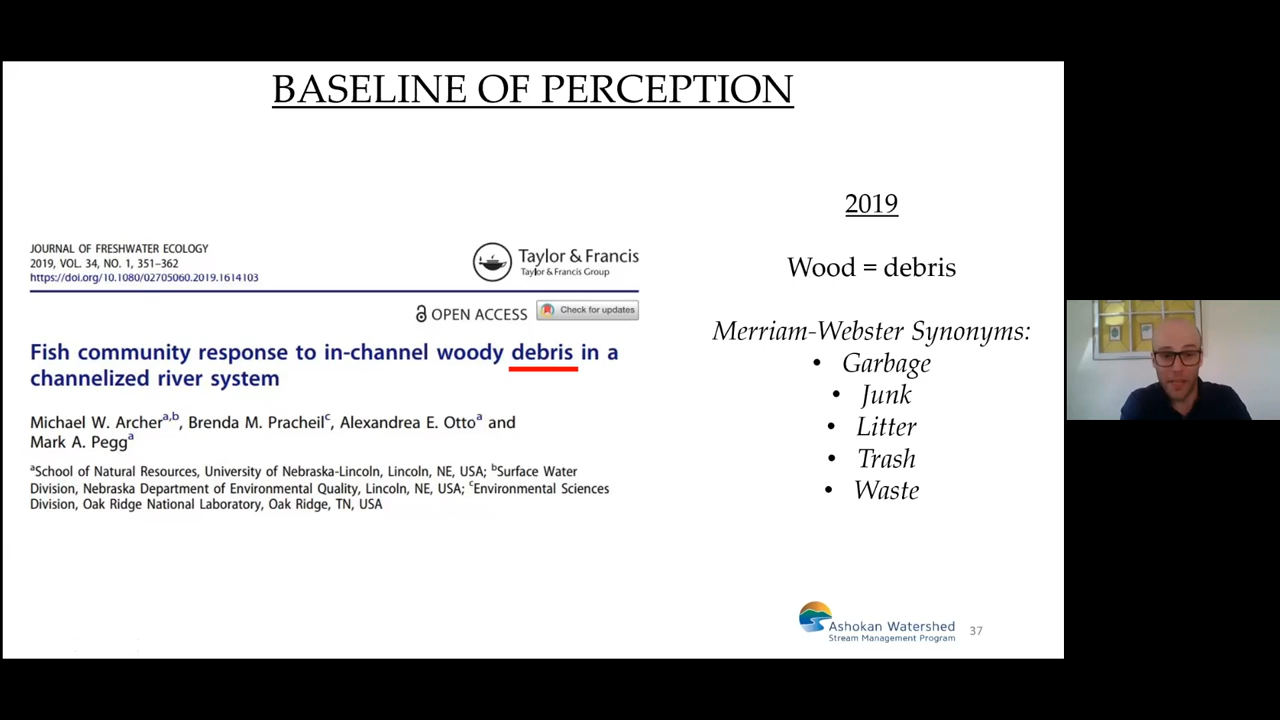 BASELINE OF PERCEPTION
JOURNAL OF FRESHWATER ECOLOGY
2019, VOL. 34, NO. 1, 351–362
https://doi.org/10.1080/02705060.2019.1614103
Taylor & Francis
Taylor & Francis Group
OPEN ACCESS
Check for updates
Fish community response to in-channel woody debris in a
channelized river system
Michael W. Archerᵃ,ᵇ, Brenda M. Pracheilᶜ, Alexandrea E. Ottoᵃ and
Mark A. Peggᵃ
ᵃSchool of Natural Resources, University of Nebraska-Lincoln, Lincoln, NE, USA; ᵇSurface Water
Division, Nebraska Department of Environmental Quality, Lincoln, NE, USA; ᶜEnvironmental Sciences
Division, Oak Ridge National Laboratory, Oak Ridge, TN, USA
2019
Wood = debris
Merriam-Webster Synonyms:
• Garbage
• Junk
• Litter
• Trash
• Waste
Ashokan Watershed
Stream Management Program
37